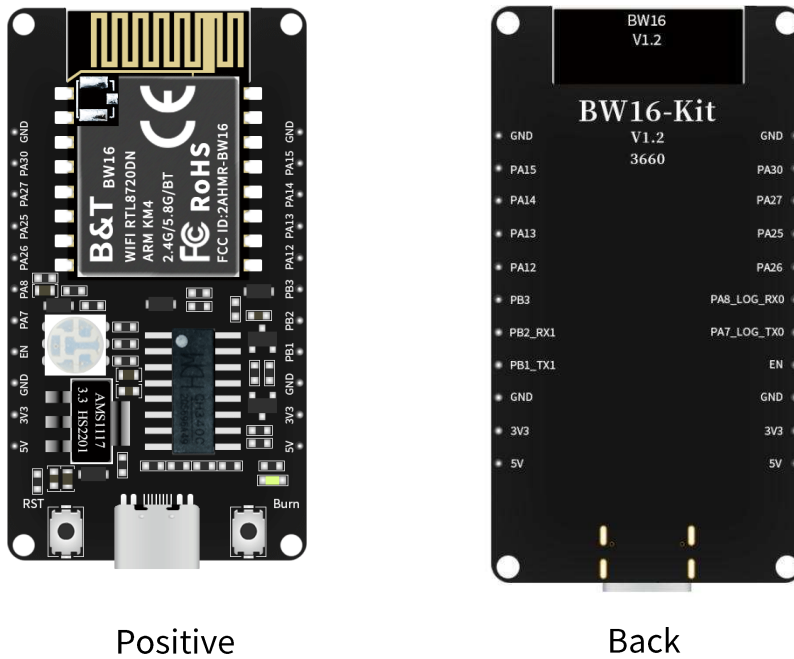 GND
PA30
PA27
PA25
PA26
PA8
PA7
EN
GND
3V3
5V
B&T BW16
WIFI RTL8720DN
ARM KM4
2.4G/5.8G/BT
FC RoHS
FCC ID:2AHMR-BW16
CE
GND
PA15
PA14
PA13
PA12
PB3
PB2
PB1
GND
3V3
5V
AMS1117
3.3 HS2201
CH340C
RST
Burn
Positive
BW16
V1.2
BW16-Kit
V1.2
3660
GND
PA15
PA14
PA13
PA12
PB3
PB2_RX1
PB1_TX1
GND
3V3
5V
GND
PA30
PA27
PA25
PA26
PA8_LOG_RX0
PA7_LOG_TX0
EN
GND
3V3
5V
Back